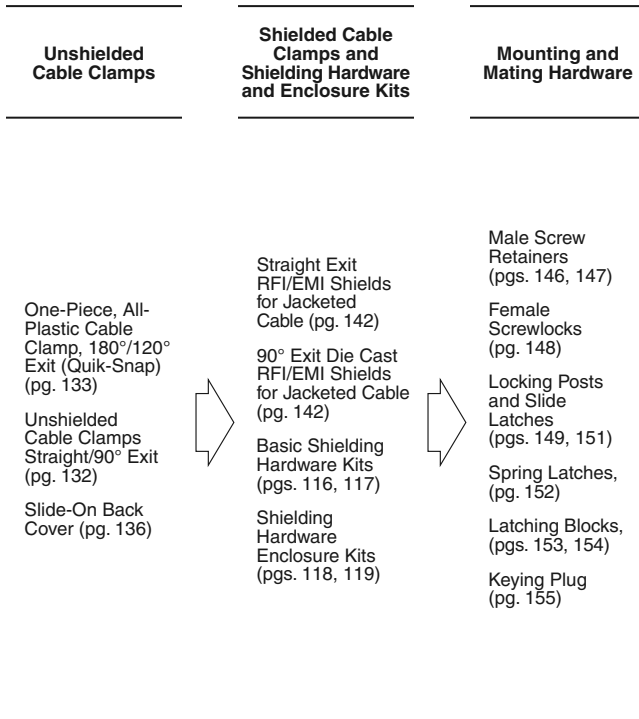 Unshielded
Cable Clamps
Shielded Cable
Clamps and
Shielding Hardware
and Enclosure Kits
Mounting and
Mating Hardware
One-Piece, All-
Plastic Cable
Clamp, 180°/120°
Exit (Quik-Snap)
(pg. 133)
Unshielded
Cable Clamps
Straight/90° Exit
(pg. 132)
Slide-On Back
Cover (pg. 136)
Straight Exit
RFI/EMI Shields
for Jacketed
Cable (pg. 142)
90° Exit Die Cast
RFI/EMI Shields
for Jacketed Cable
(pg. 142)
Basic Shielding
Hardware Kits
(pgs. 116, 117)
Shielding
Hardware
Enclosure Kits
(pgs. 118, 119)
Male Screw
Retainers
(pgs. 146, 147)
Female
Screwlocks
(pg. 148)
Locking Posts
and Slide
Latches
(pgs. 149, 151)
Spring Latches,
(pg. 152)
Latching Blocks,
(pgs. 153, 154)
Keying Plug
(pg. 155)